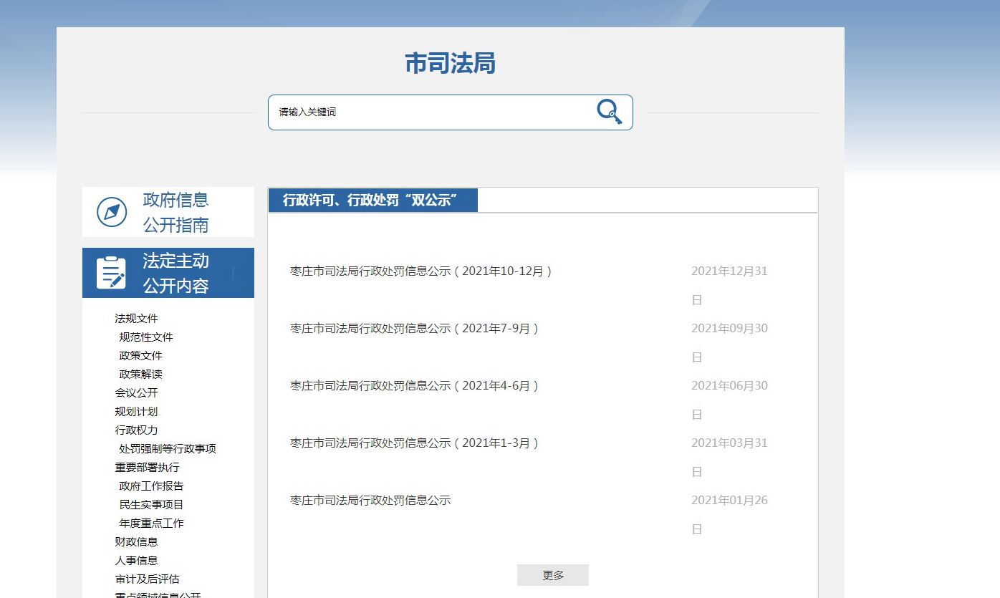 市司法局
请输入关键词
政府信息
公开指南
法定主动
公开内容
法规文件
规范性文件
政策文件
政策解读
会议公开
规划计划
行政权力
处罚强制等行政事项
重要部署执行
政府工作报告
民生实事项目
年度重点工作
财政信息
人事信息
审计及后评估
重点领域信息公开
行政许可、行政处罚“双公示”
枣庄市司法局行政处罚信息公示（2021年10-12月） 2021年12月31
日
枣庄市司法局行政处罚信息公示（2021年7-9月） 2021年09月30
日
枣庄市司法局行政处罚信息公示（2021年4-6月） 2021年06月30
日
枣庄市司法局行政处罚信息公示（2021年1-3月） 2021年03月31
日
枣庄市司法局行政处罚信息公示 2021年01月26
日
更多